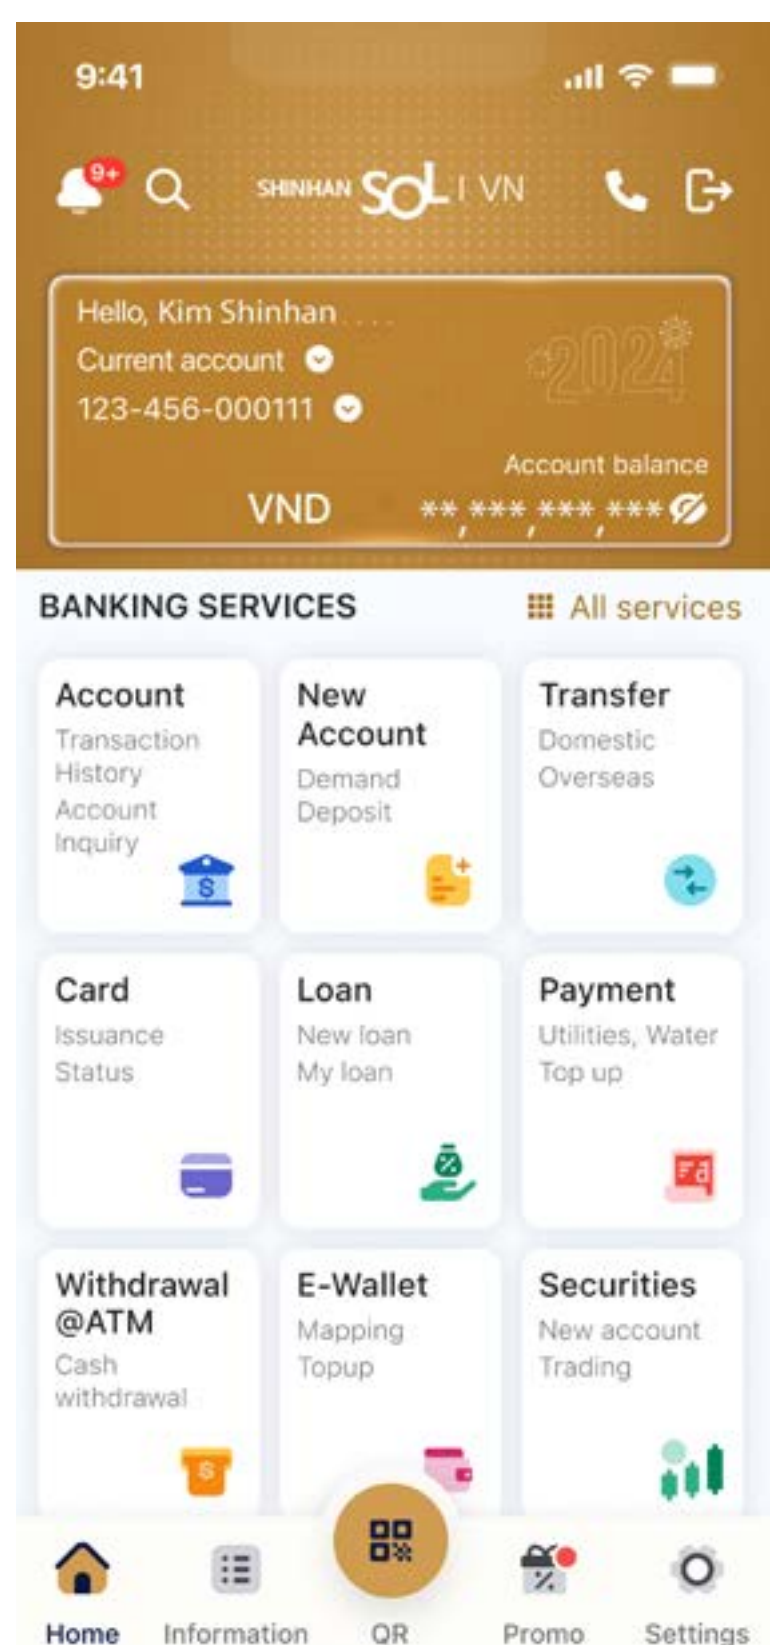 9:41
9+
SHINHAN SOL | VN
Hello, Kim Shinhan
Current account
2024
123-456-000111
Account balance
VND **,***,***,***
BANKING SERVICES
All services
Account
Transaction
History
Account
Inquiry
New
Account
Demand
Deposit
Transfer
Domestic
Overseas
Card
Issuance
Status
Loan
New loan
My loan
Payment
Utilities, Water
Top up
Withdrawal
@ATM
Cash
withdrawal
E-Wallet
Mapping
Topup
Securities
New account
Trading
Home
Information
QR
Promo
Settings